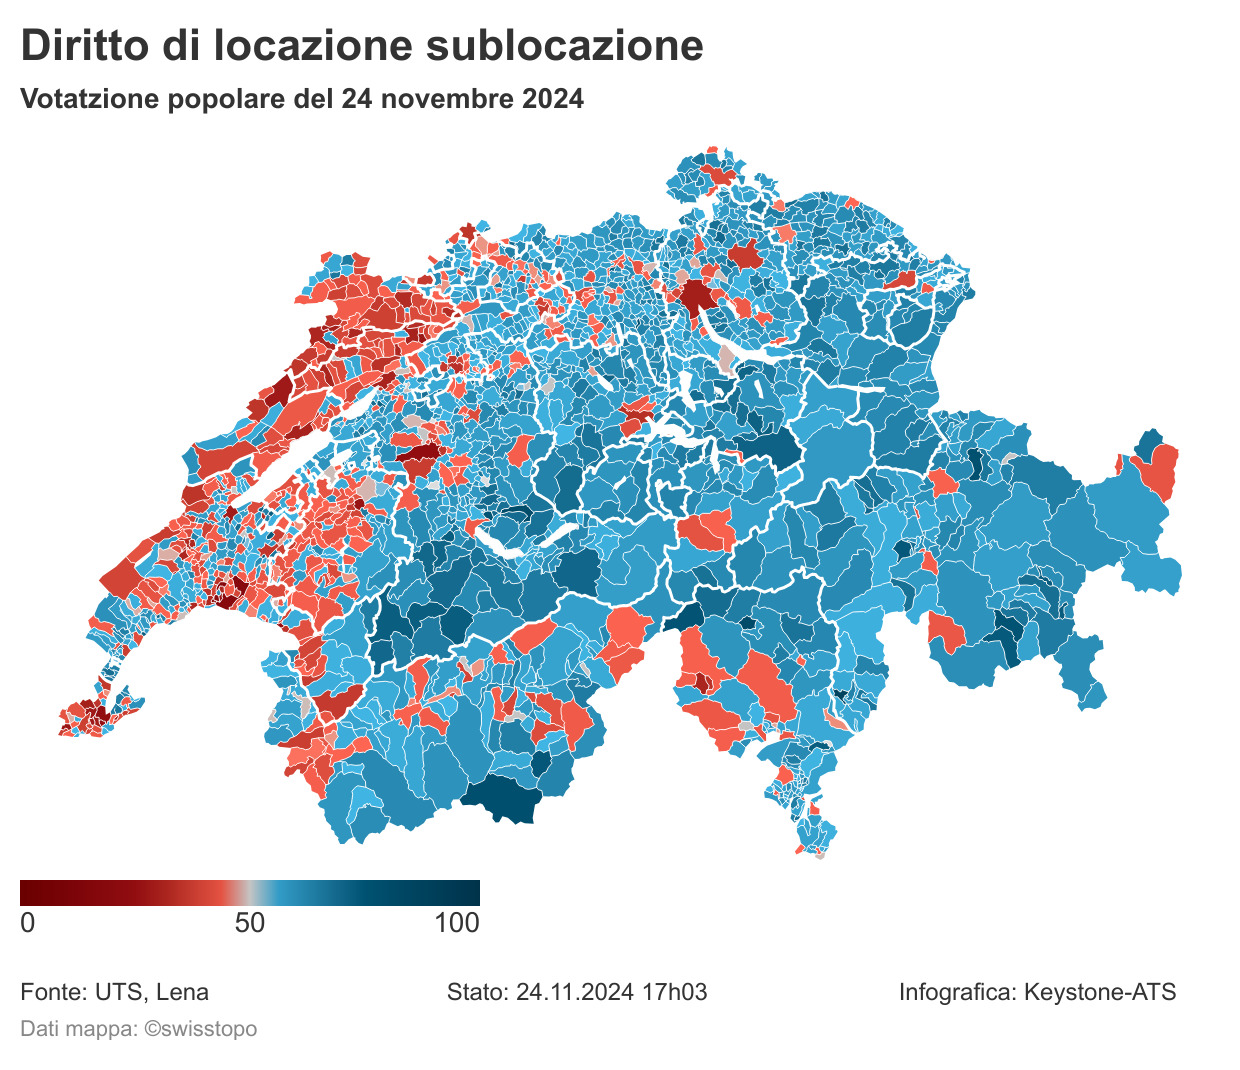 Diritto di locazione sublocazione
Votatzione popolare del 24 novembre 2024
0 50 100
Fonte: UTS, Lena Stato: 24.11.2024 17h03 Infografica: Keystone-ATS
Dati mappa: ©swisstopo